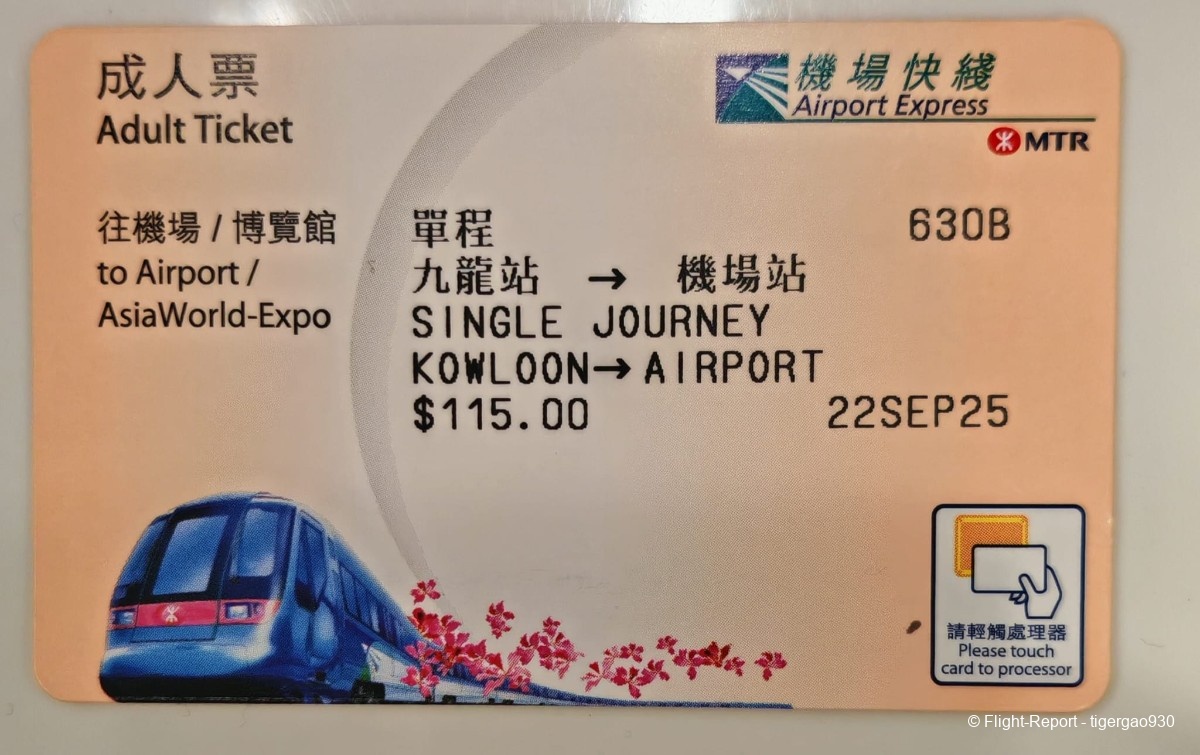 成人票
Adult Ticket
機場快綫
Airport Express
MTR
往機場 / 博覽館
to Airport /
AsiaWorld-Expo
單程 630B
九龍站 → 機場站
SINGLE JOURNEY
KOWLOON→AIRPORT
$115.00 22SEP25
請輕觸處理器
Please touch
card to processor
© Flight-Report - tigergao930